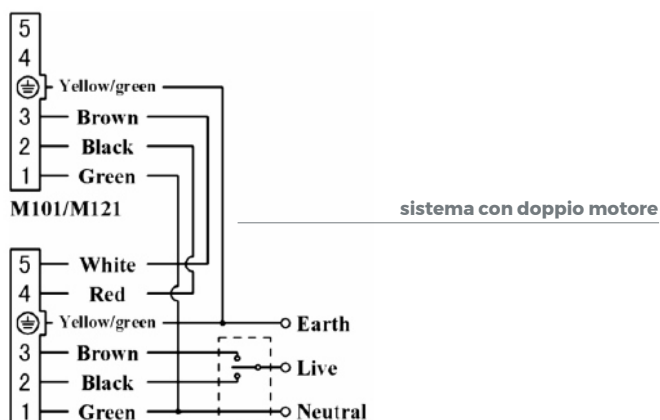 5
4
Yellow/green
3 Brown
2 Black
1 Green
M101/M121
sistema con doppio motore
5 White
4 Red
Yellow/green Earth
3 Brown
Live
2 Black
1 Green Neutral